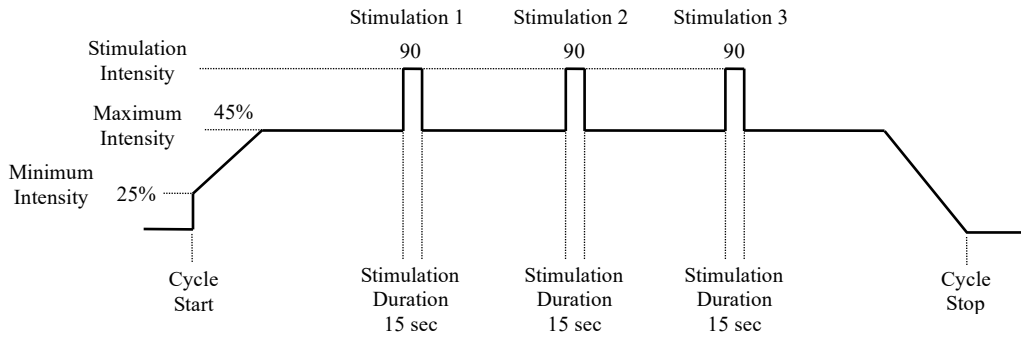 Stimulation 1
Stimulation 2
Stimulation 3
90
90
90
Stimulation
Intensity
45%
Maximum
Intensity
Minimum
Intensity
25%
Cycle
Start
Stimulation
Duration
15 sec
Stimulation
Duration
15 sec
Stimulation
Duration
15 sec
Cycle
Stop